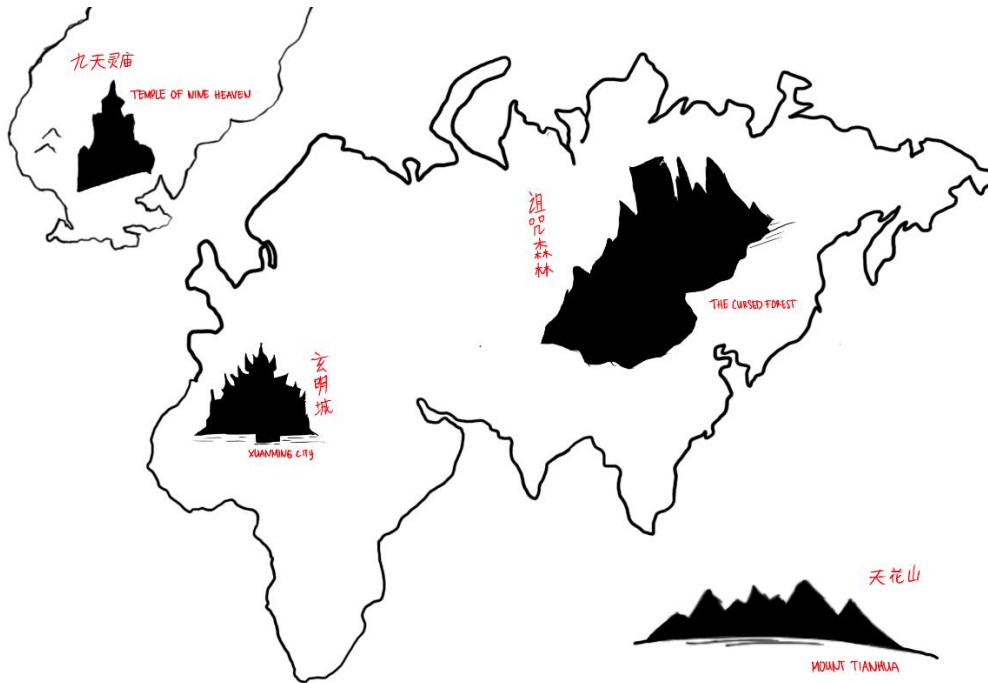 九天灵庙
TEMPLE OF NINE HEAVEN
诅咒森林
THE CURSED FOREST
玄明城
XUANMING CITY
天花山
MOUNT TIANHUA